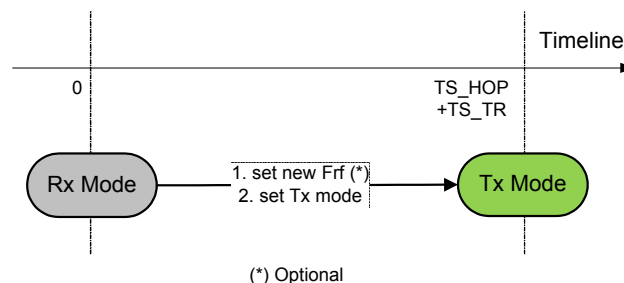 Timeline
0
TS_HOP
+TS_TR
Rx Mode
1. set new Frf (*)
2. set Tx mode
Tx Mode
(*) Optional